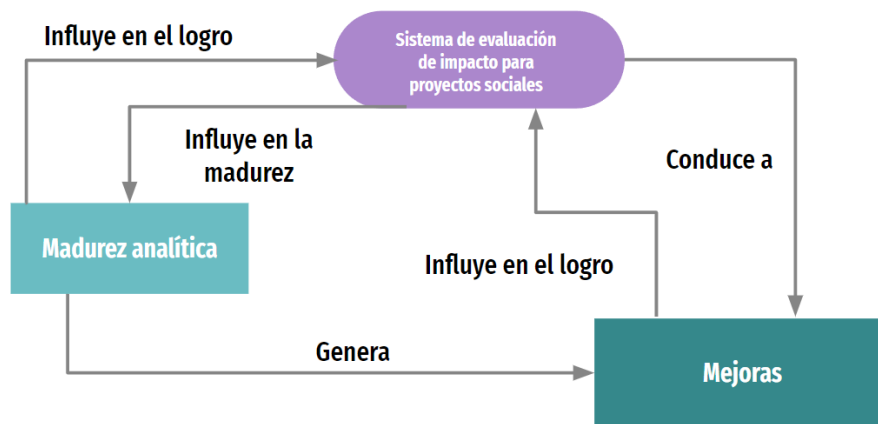 Influye en el logro
Sistema de evaluación
de impacto para
proyectos sociales
Influye en la
madurez
Conduce a
Madurez analítica
Influye en el logro
Genera
Mejoras